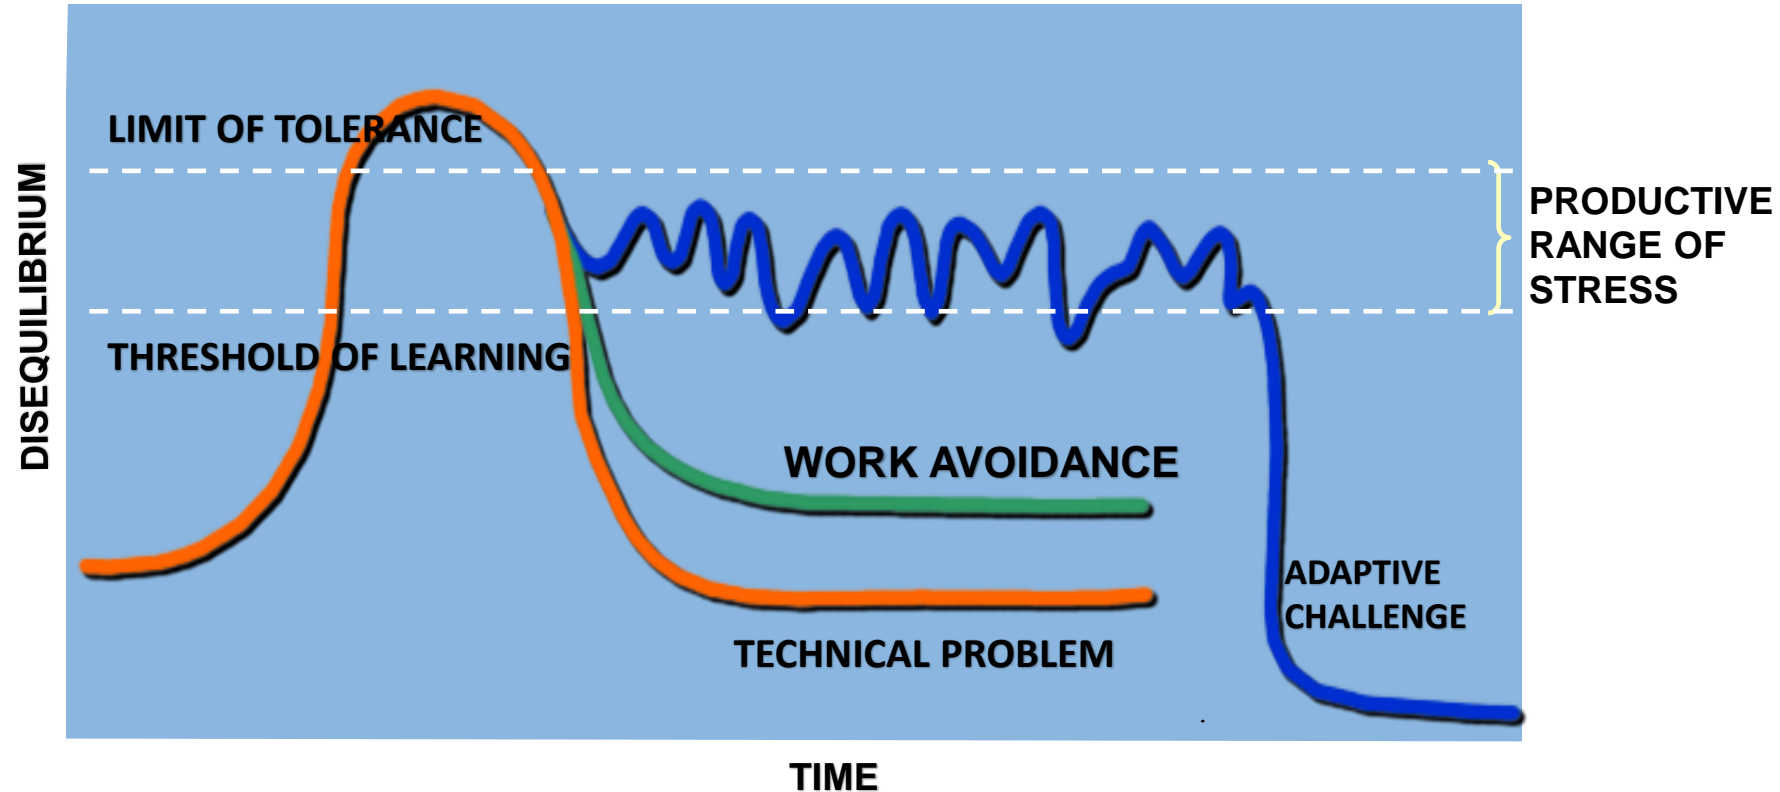 LIMIT OF TOLERANCE
DISEQUILIBRIUM
PRODUCTIVE
RANGE OF
STRESS
THRESHOLD OF LEARNING
WORK AVOIDANCE
ADAPTIVE
CHALLENGE
TECHNICAL PROBLEM
TIME